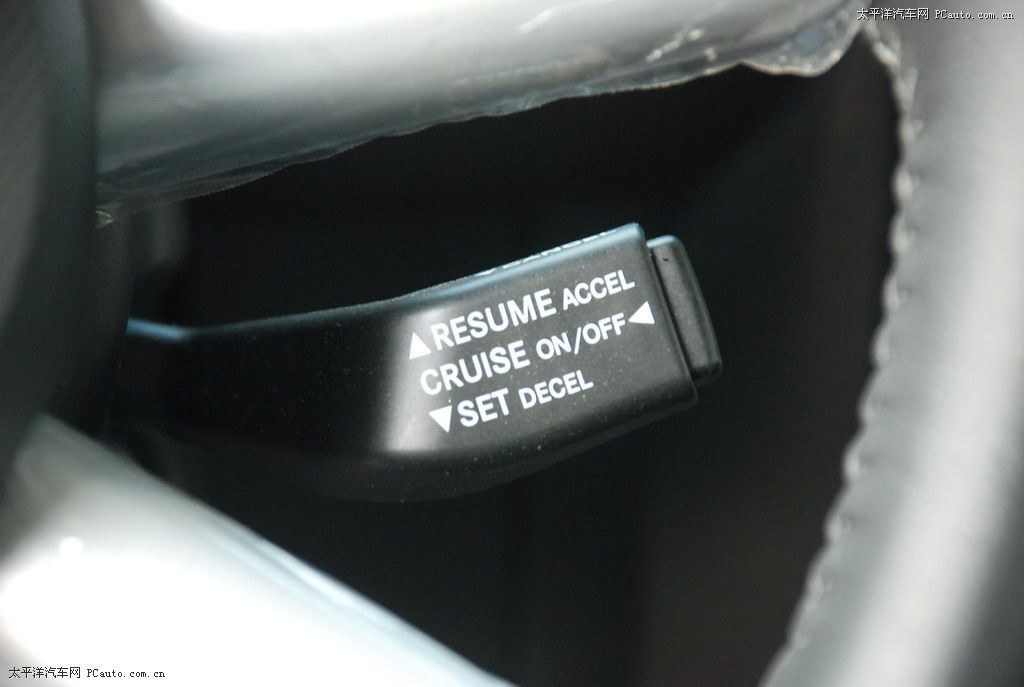 太平洋汽车网 PCauto.com.cn
▲RESUME ACCEL
CRUISE ON/OFF◀
▼SET DECEL
太平洋汽车网 PCauto.com.cn